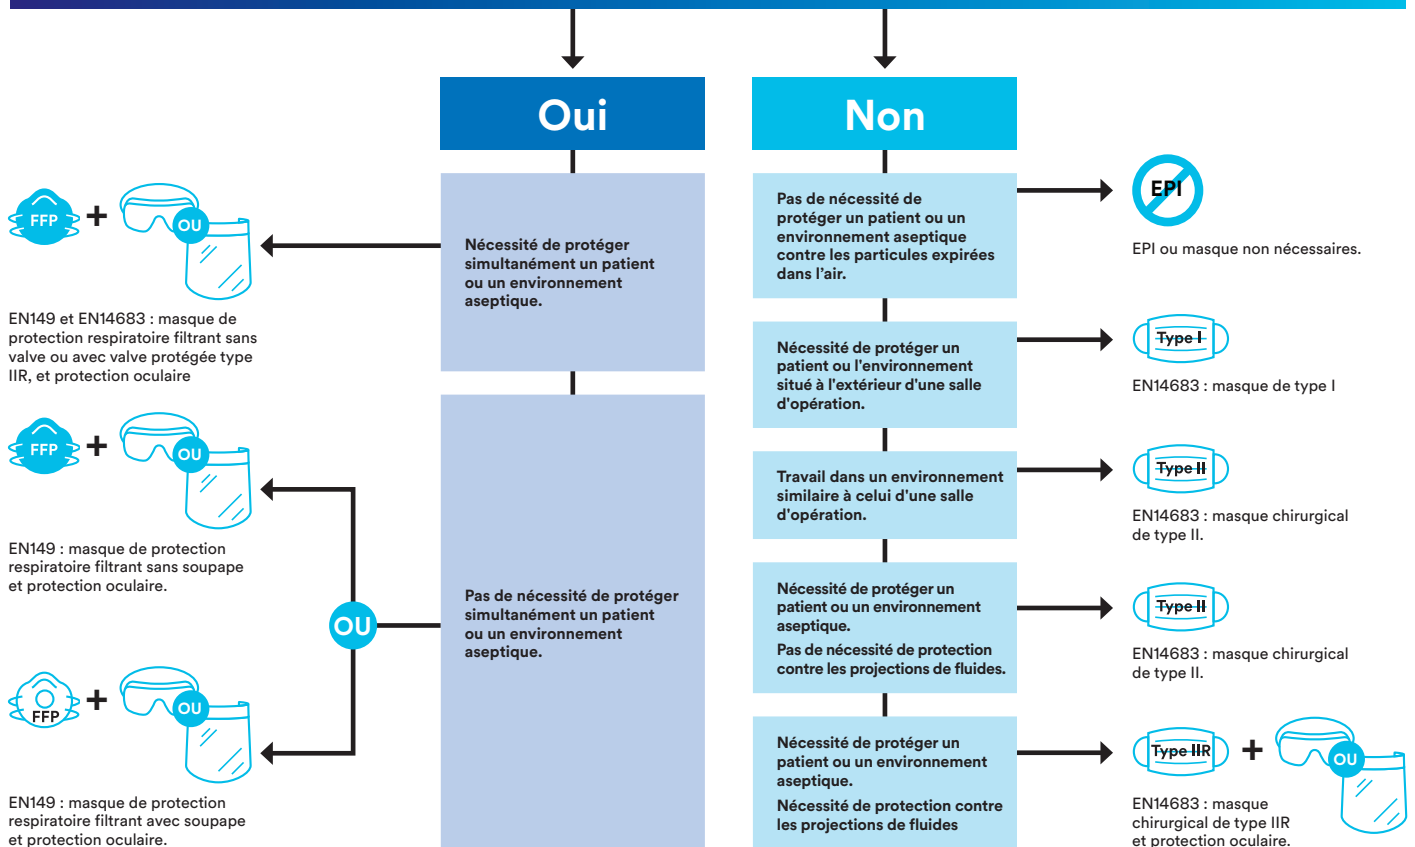 Oui
Non
FFP
+
OU
Nécessité de protéger
simultanément un patient
ou un environnement
aseptique.
EN149 et EN14683 : masque de
protection respiratoire filtrant sans
valve ou avec valve protégée type
IIR, et protection oculaire
FFP
+
OU
EN149 : masque de protection
respiratoire filtrant sans soupape
et protection oculaire.
OU
Pas de nécessité de protéger
simultanément un patient
ou un environnement
aseptique.
FFP
+
OU
EN149 : masque de protection
respiratoire filtrant avec soupape
et protection oculaire.
Pas de nécessité de
protéger un patient ou un
environnement aseptique
contre les particules expirées
dans l'air.
EPI
EPI ou masque non nécessaires.
Nécessité de protéger un
patient ou l'environnement
situé à l'extérieur d'une salle
d'opération.
Type I
EN14683 : masque de type I
Travail dans un environnement
similaire à celui d'une salle
d'opération.
Type II
EN14683 : masque chirurgical
de type II.
Nécessité de protéger un
patient ou un environnement
aseptique.
Pas de nécessité de protection
contre les projections de fluides.
Type II
EN14683 : masque chirurgical
de type II.
Nécessité de protéger un
patient ou un environnement
aseptique.
Nécessité de protection contre
les projections de fluides
Type IIR
+
OU
EN14683 : masque
chirurgical de type IIR
et protection oculaire.